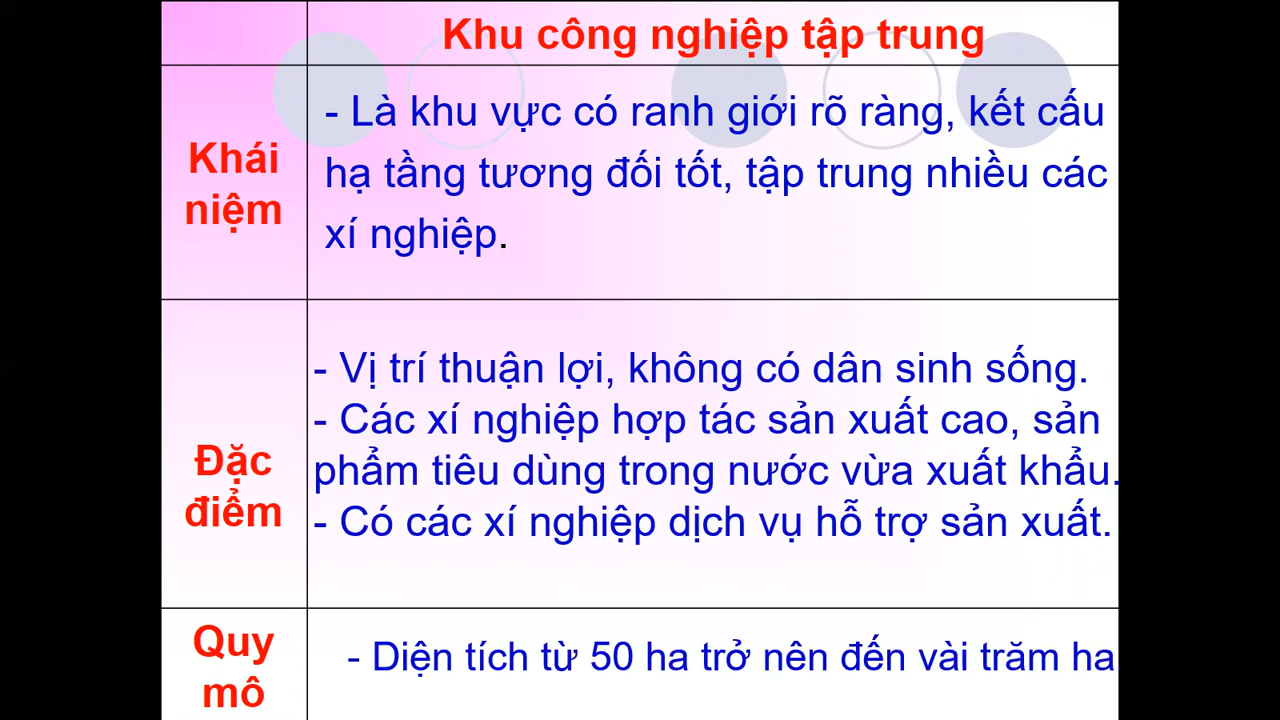 Khu công nghiệp tập trung
Khái
niệm
- Là khu vực có ranh giới rõ ràng, kết cấu
hạ tầng tương đối tốt, tập trung nhiều các
xí nghiệp.
Đặc
điểm
- Vị trí thuận lợi, không có dân sinh sống.
- Các xí nghiệp hợp tác sản xuất cao, sản
phẩm tiêu dùng trong nước vừa xuất khẩu.
- Có các xí nghiệp dịch vụ hỗ trợ sản xuất.
Quy
mô
- Diện tích từ 50 ha trở nên đến vài trăm ha